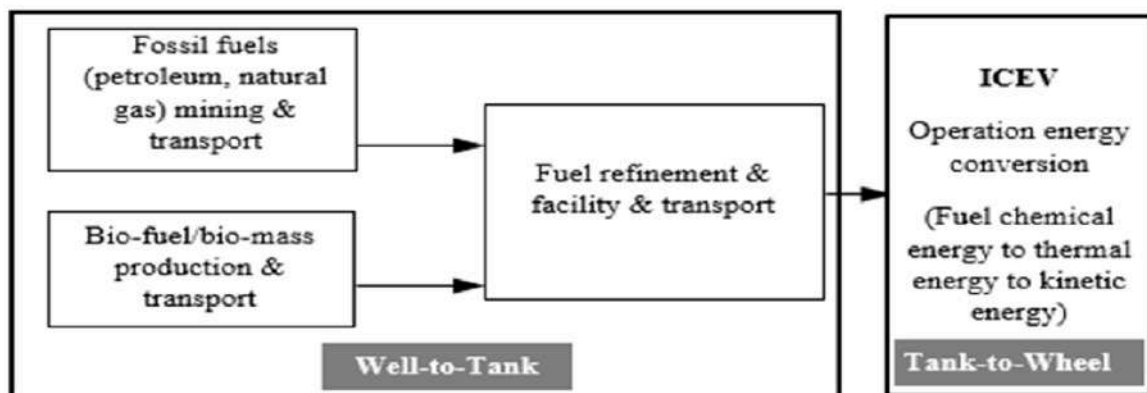 Fossil fuels
(petroleum, natural
gas) mining &
transport
Bio-fuel/bio-mass
production &
transport
Fuel refinement &
facility & transport
Well-to-Tank
ICEV
Operation energy
conversion
(Fuel chemical
energy to thermal
energy to kinetic
energy)
Tank-to-Wheel